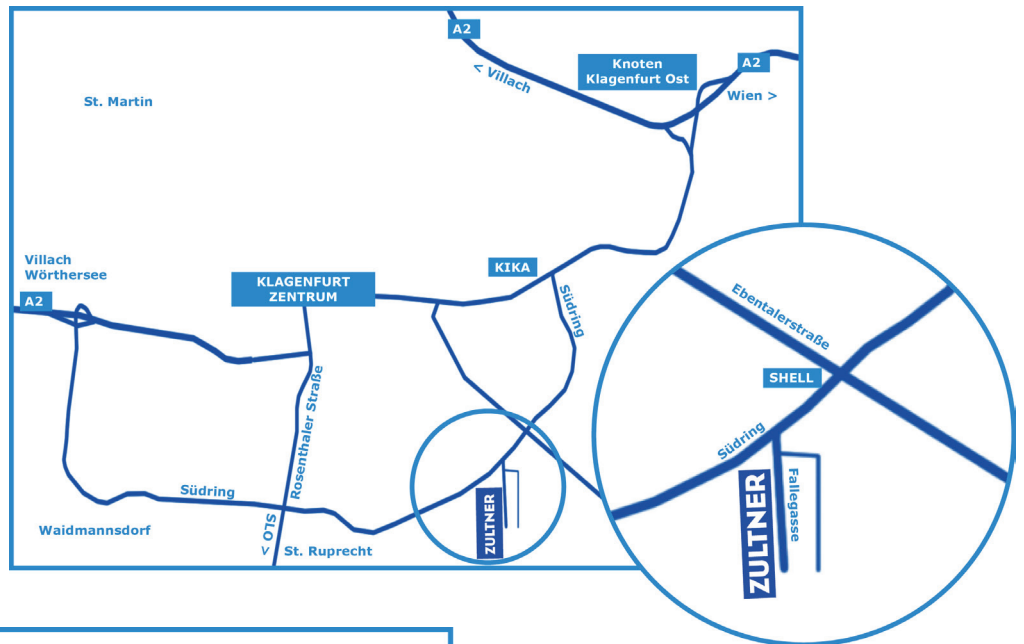 A2
Knoten
Klagenfurt Ost
A2
< Villach
Wien >
St. Martin
Villach
Wörthersee
A2
KLAGENFURT
ZENTRUM
KIKA
Südring
Ebentalerstraße
SHELL
Rosenthaler Straße
Südring
Südring
Fallegasse
ZULTNER
ZULTNER
Waidmannsdorf
SLO >
St. Ruprecht